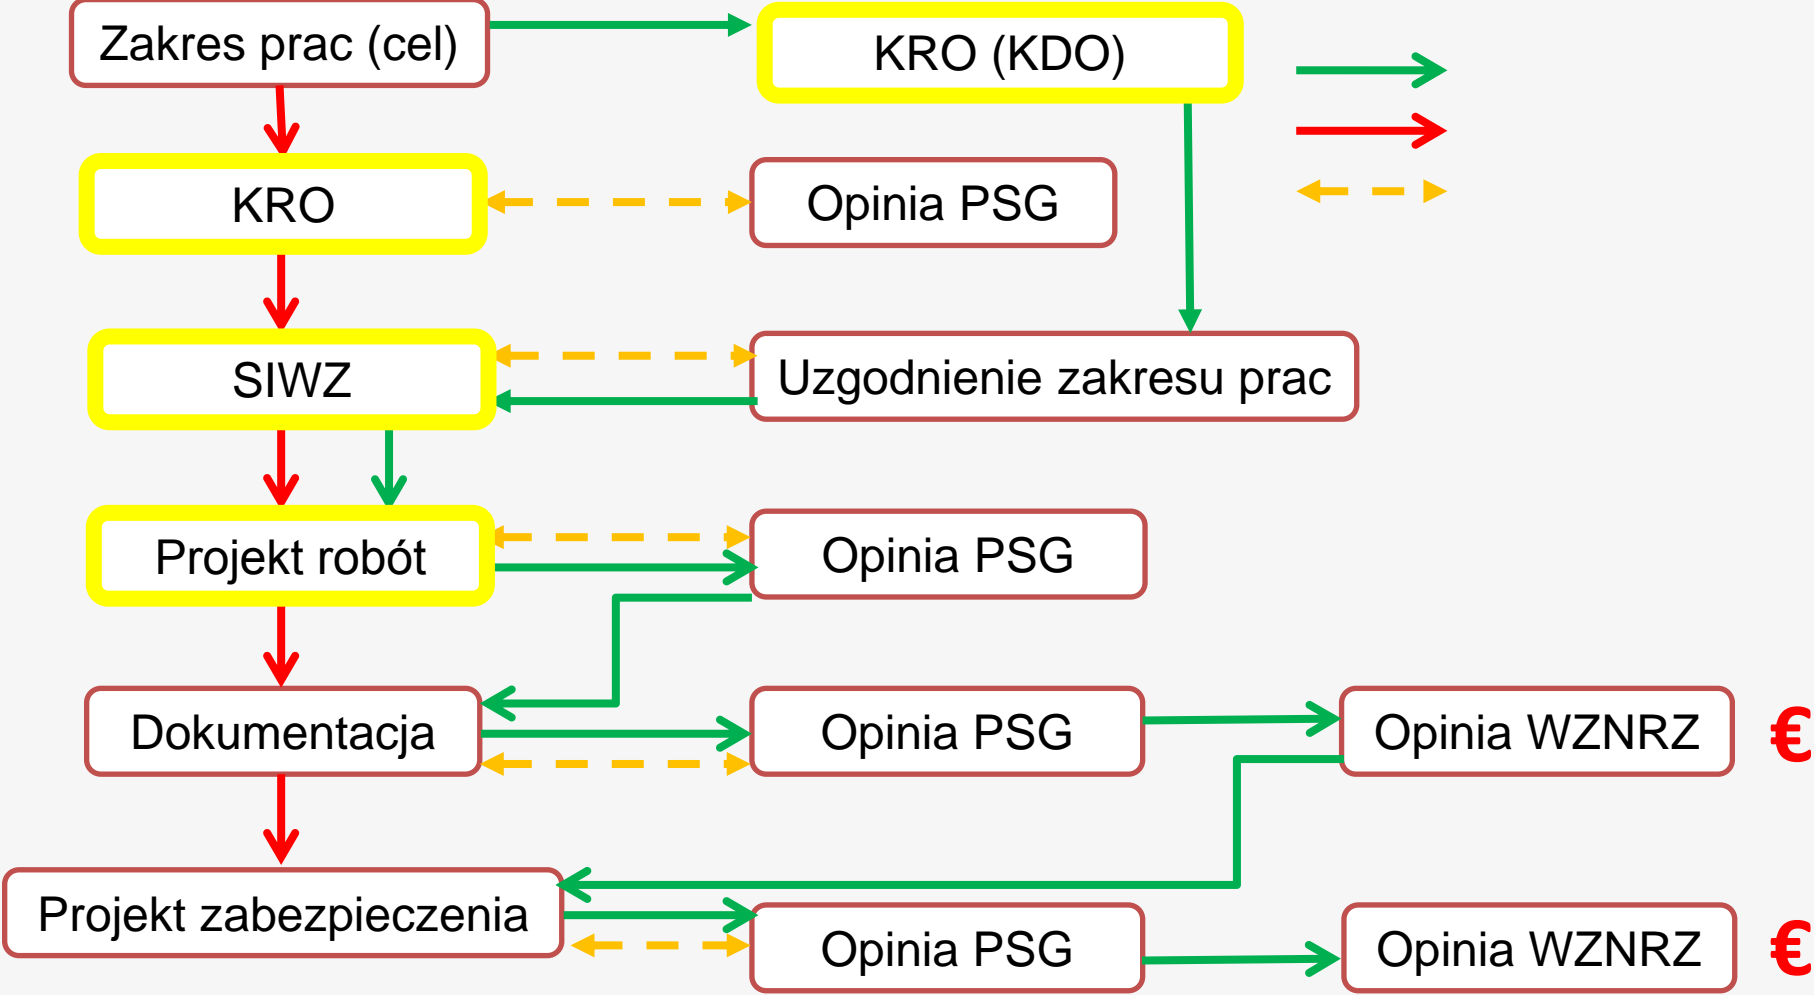 Zakres prac (cel)
KRO (KDO)
KRO
Opinia PSG
SIWZ
Uzgodnienie zakresu prac
Projekt robót
Opinia PSG
Dokumentacja
Opinia PSG
Opinia WZNRZ
€
Projekt zabezpieczenia
Opinia PSG
Opinia WZNRZ
€